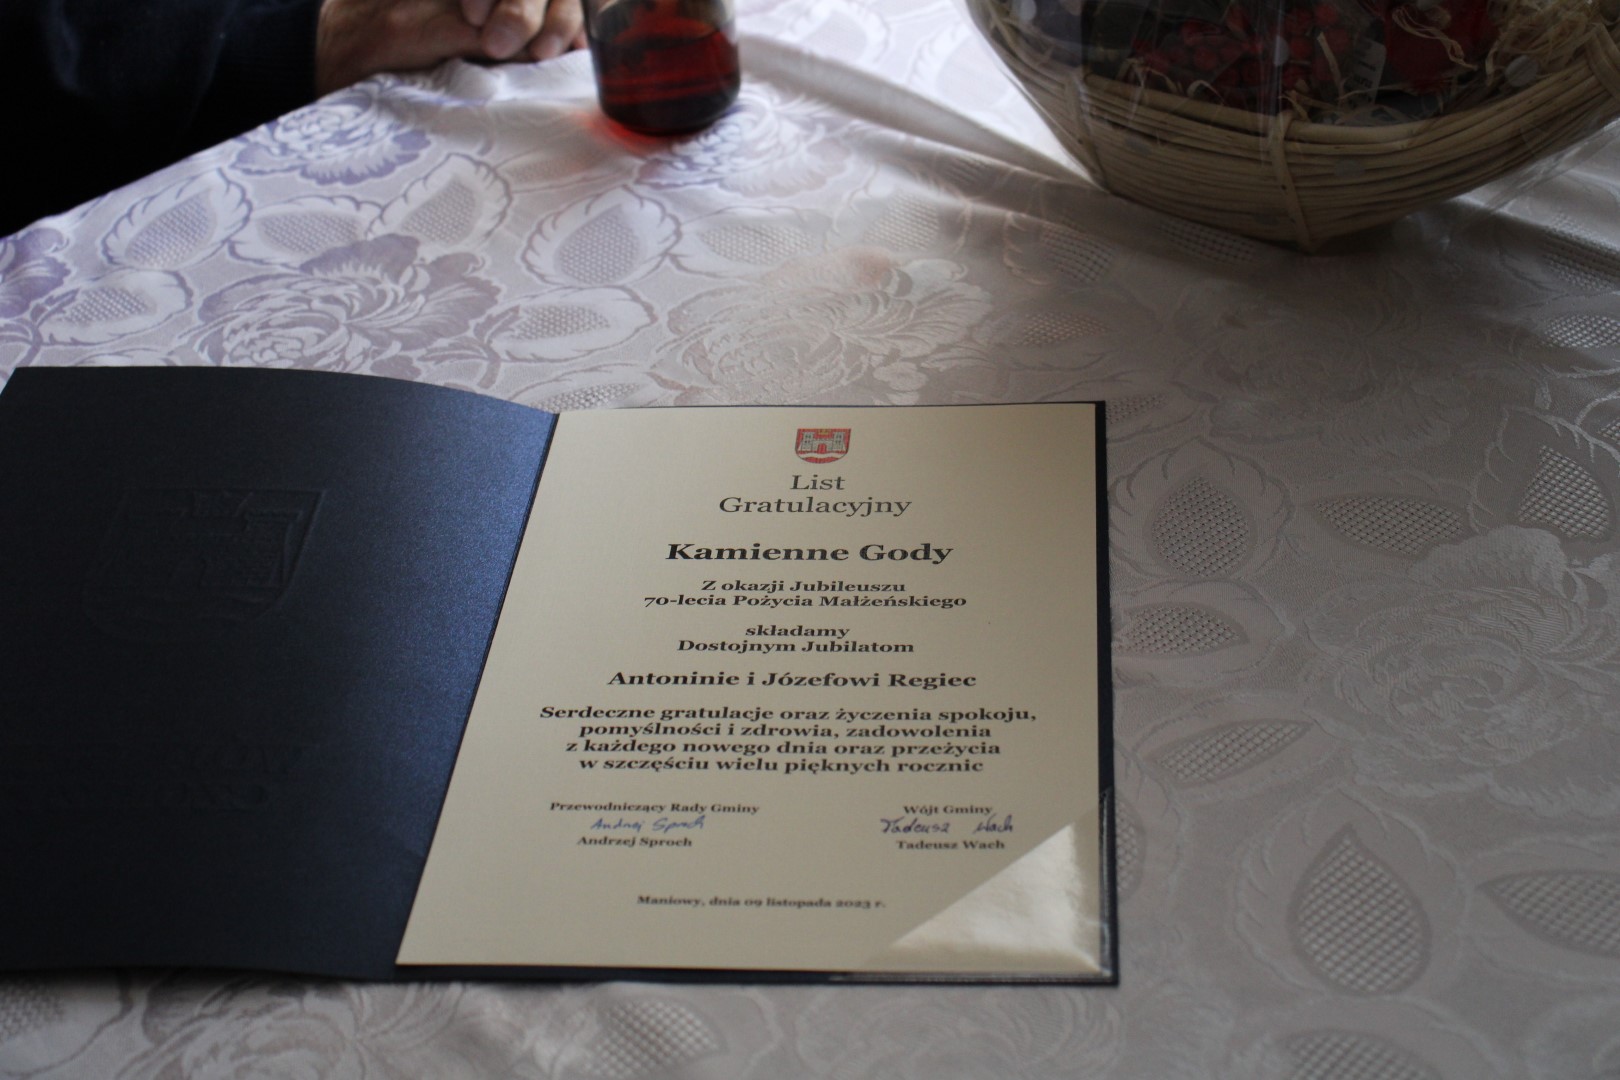 List
Gratulacyjny
Kamienne Gody
Z okazji Jubileuszu
70-lecia Pożycia Małżeńskiego
składamy
Dostojnym Jubilatom
Antoninie i Józefowi Regiec
Serdeczne gratulacje oraz życzenia spokoju,
pomyślności i zdrowia, zadowolenia
z każdego nowego dnia oraz przeżycia
w szczęściu wielu pięknych rocznic
Przewodniczący Rady Gminy
Andrzej Sproch
Andrzej Sproch
Wójt Gminy
Tadeusz Wach
Tadeusz Wach
Maniowy, dnia 09 listopada 2023 r.